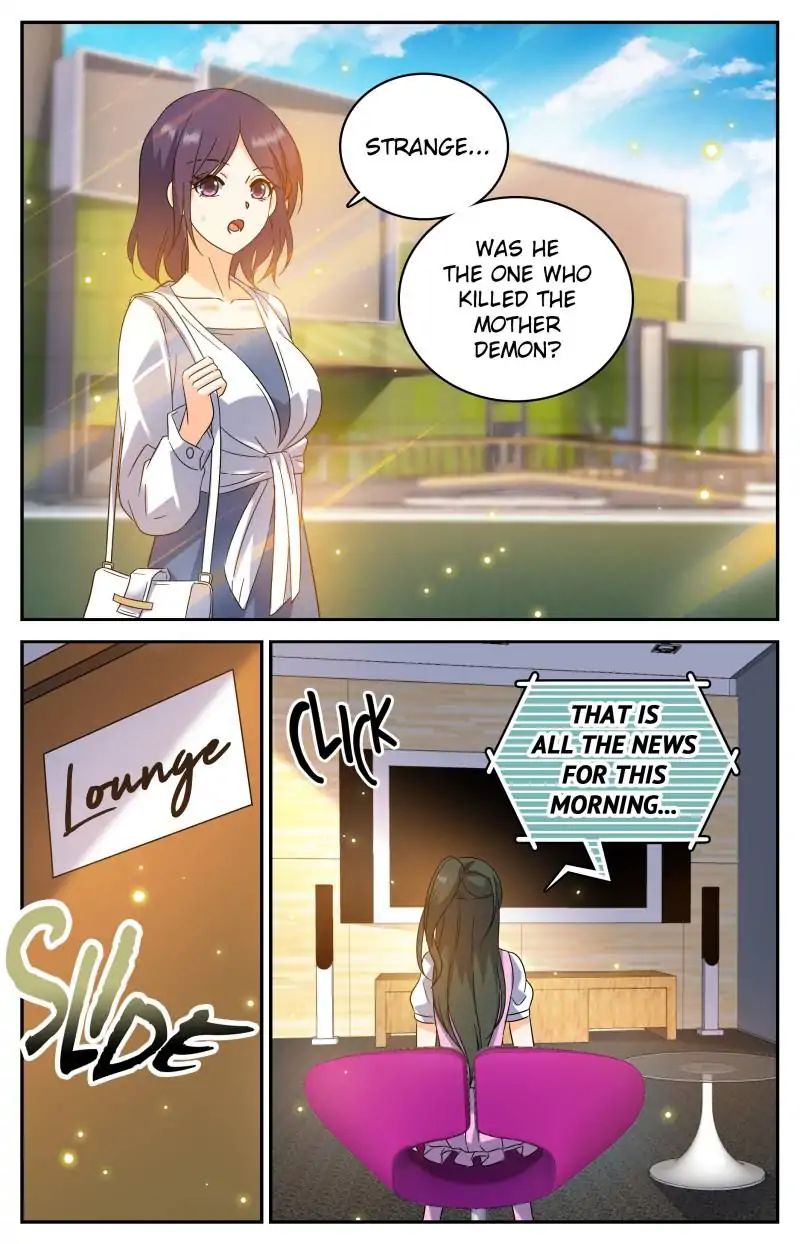 STRANGE...
WAS HE
THE ONE WHO
KILLED THE
MOTHER
DEMON?
Lounge
SLIDE
CLICK
THAT IS
ALL THE NEWS
FOR THIS
MORNING...